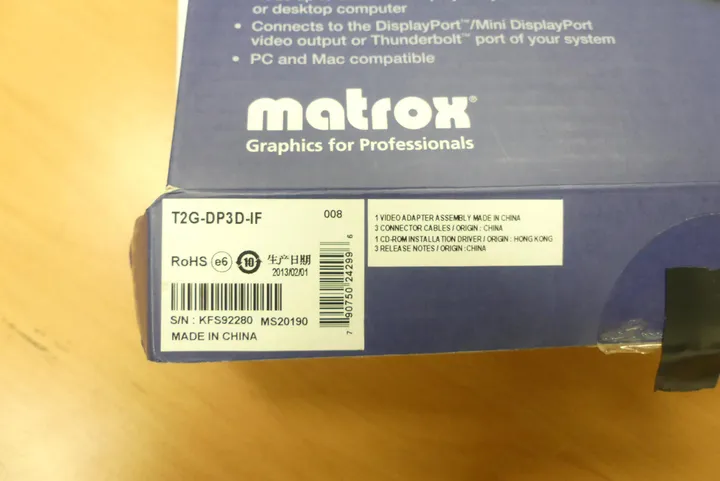 or desktop computer
• Connects to the DisplayPort™/Mini DisplayPort
video output or Thunderbolt™ port of your system
• PC and Mac compatible
matrox®
Graphics for Professionals
T2G-DP3D-IF
008
RoHS e6 10 生产日期
2013/02/01
S/N : KFS92280 MS20190
MADE IN CHINA
7 90750 24299 6
1 VIDEO ADAPTER ASSEMBLY MADE IN CHINA
3 CONNECTOR CABLES / ORIGIN : CHINA
1 CD-ROM INSTALLATION DRIVER / ORIGIN : HONG KONG
3 RELEASE NOTES / ORIGIN :CHINA